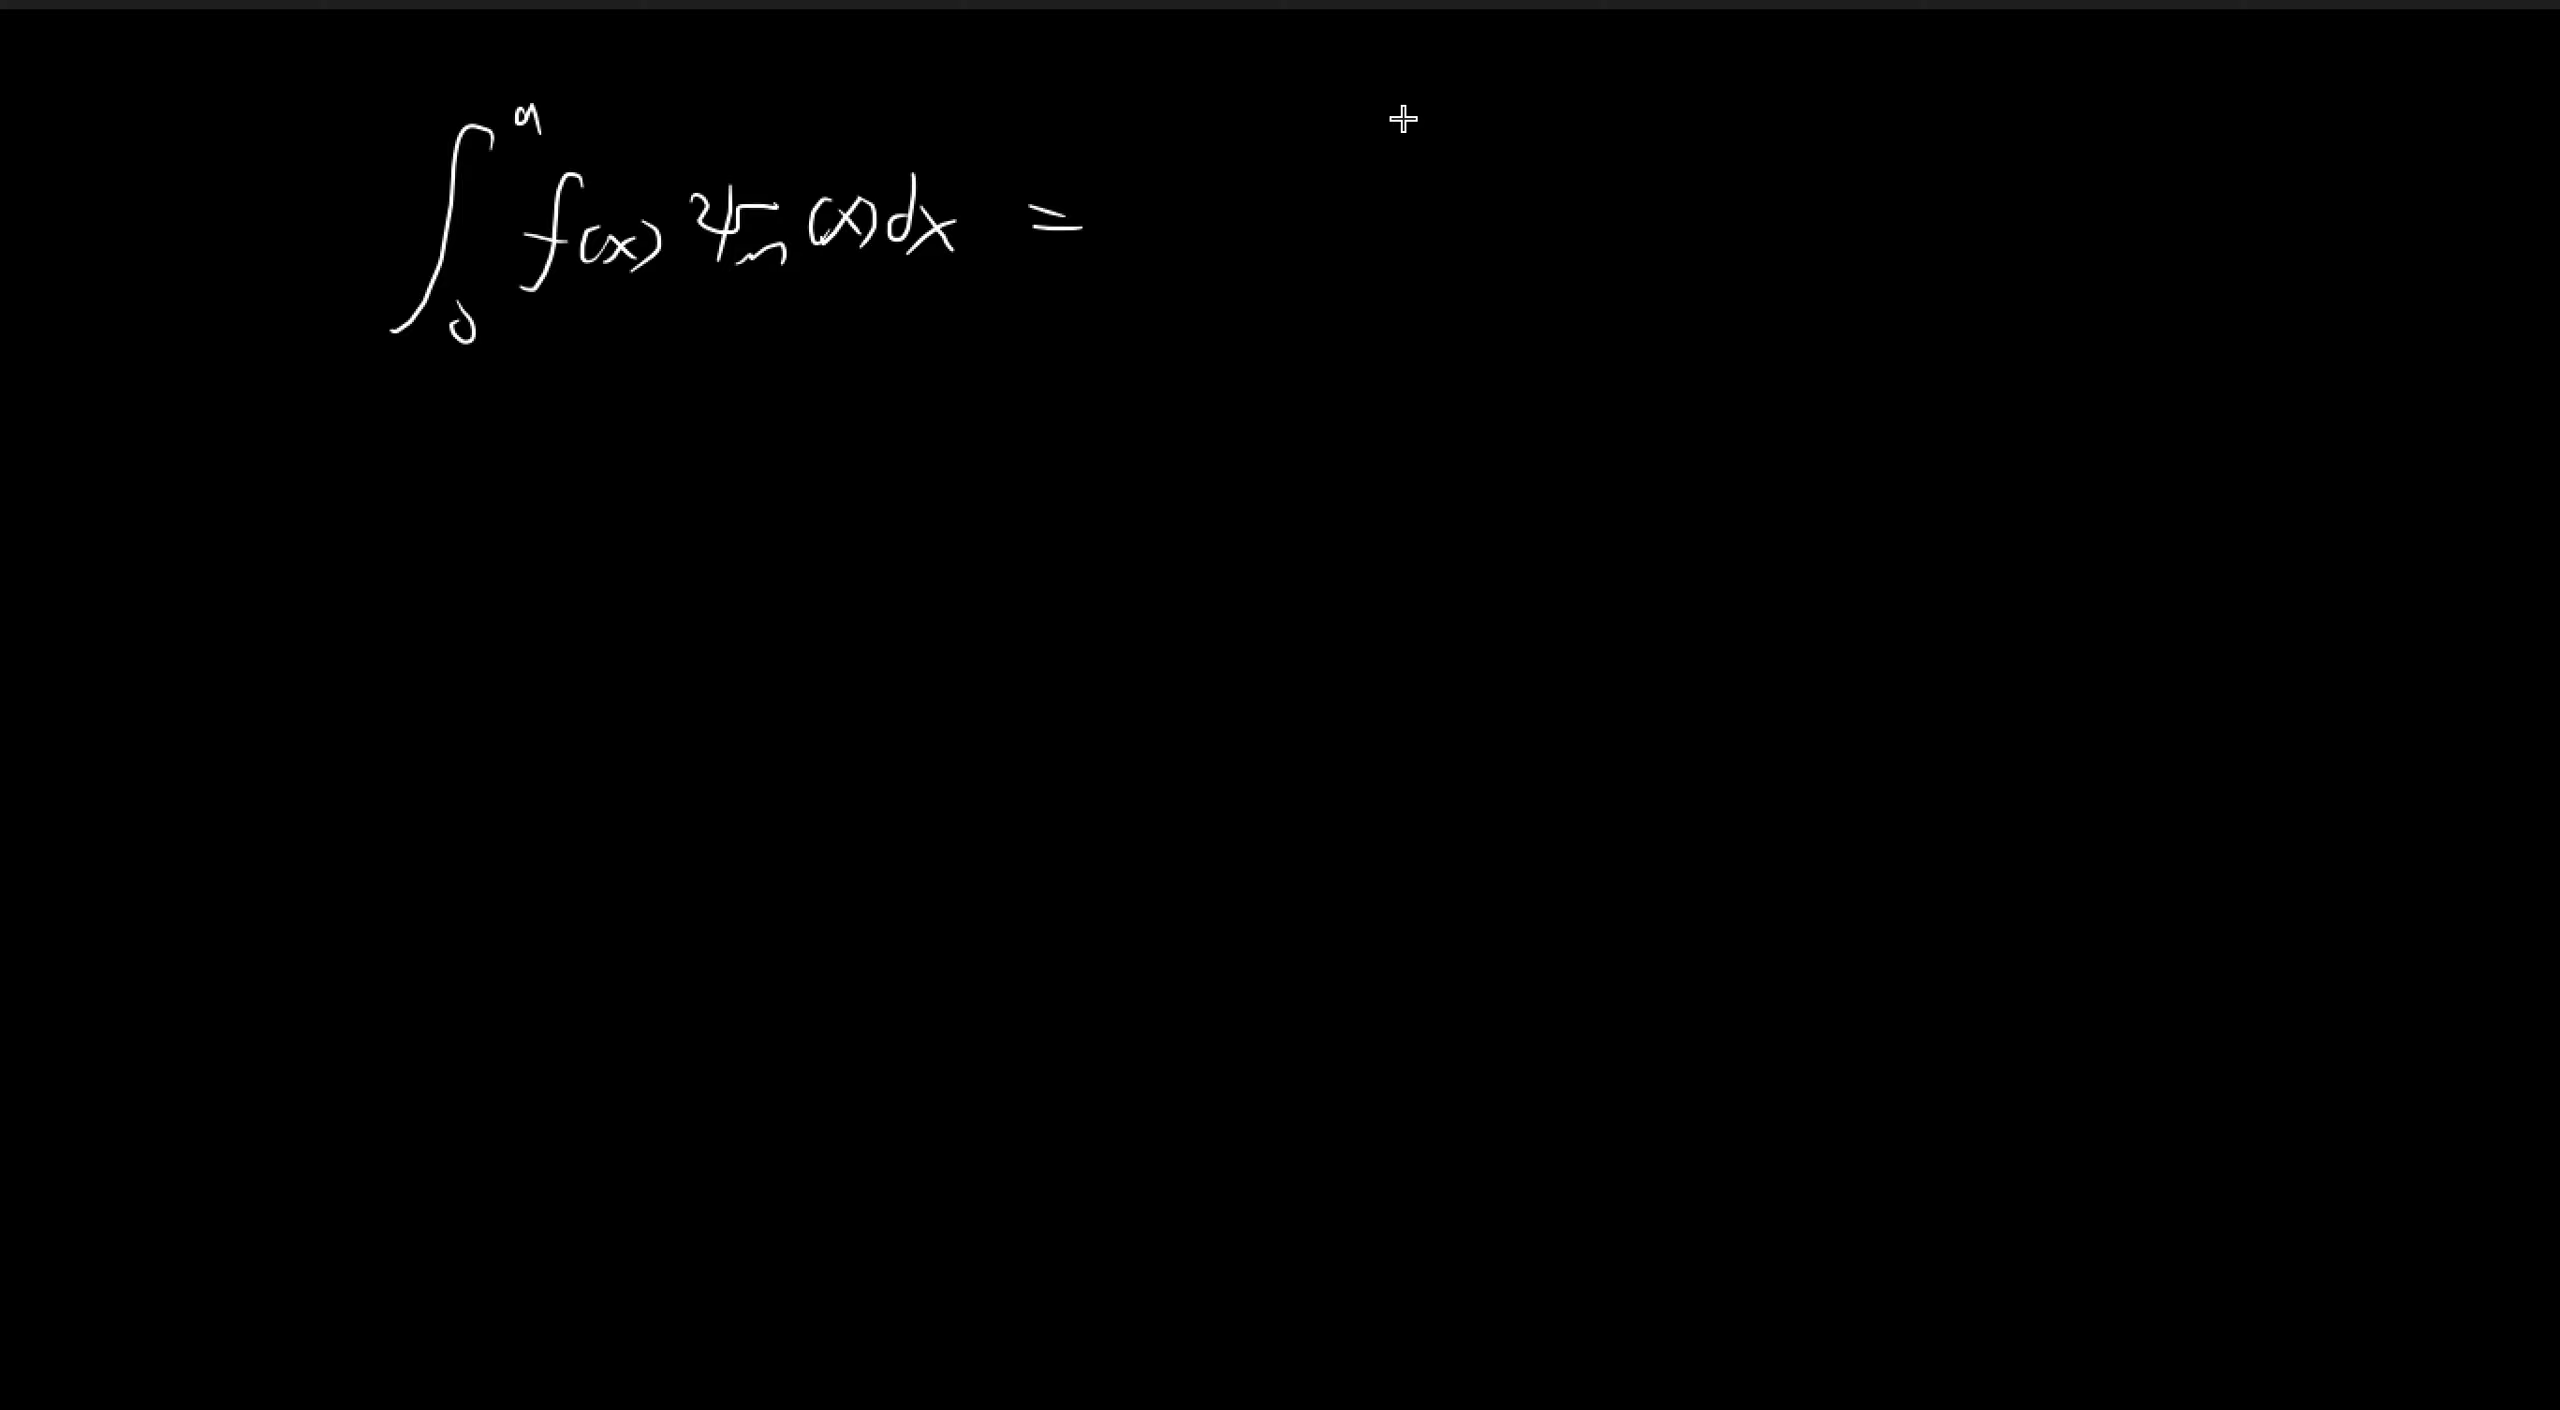 ∫₀ᵃ f(x) ψₙ(x) dx =